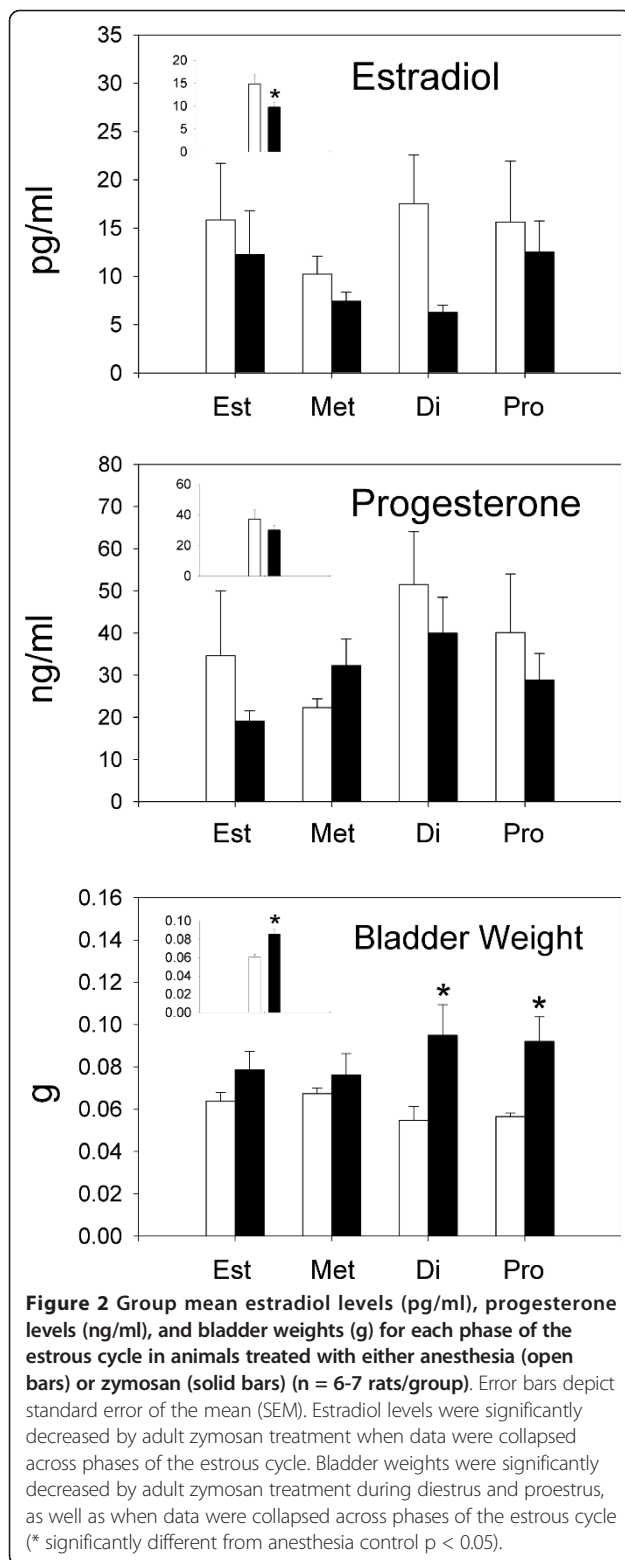 35
30
25
20
15
10
5
0
pg/ml
20
15
10
5
0
*
Estradiol
Est Met Di Pro
80
70
60
50
40
30
20
10
0
ng/ml
60
40
20
0
Progesterone
Est Met Di Pro
0.16
0.14
0.12
0.10
0.08
0.06
0.04
0.02
0.00
g
0.10
0.08
0.06
0.04
0.02
0.00
*
Bladder Weight
* *
Est Met Di Pro
Figure 2 Group mean estradiol levels (pg/ml), progesterone
levels (ng/ml), and bladder weights (g) for each phase of the
estrous cycle in animals treated with either anesthesia (open
bars) or zymosan (solid bars) (n = 6-7 rats/group). Error bars depict
standard error of the mean (SEM). Estradiol levels were significantly
decreased by adult zymosan treatment when data were collapsed
across phases of the estrous cycle. Bladder weights were significantly
decreased by adult zymosan treatment during diestrus and proestrus,
as well as when data were collapsed across phases of the estrous cycle
(* significantly different from anesthesia control p < 0.05).